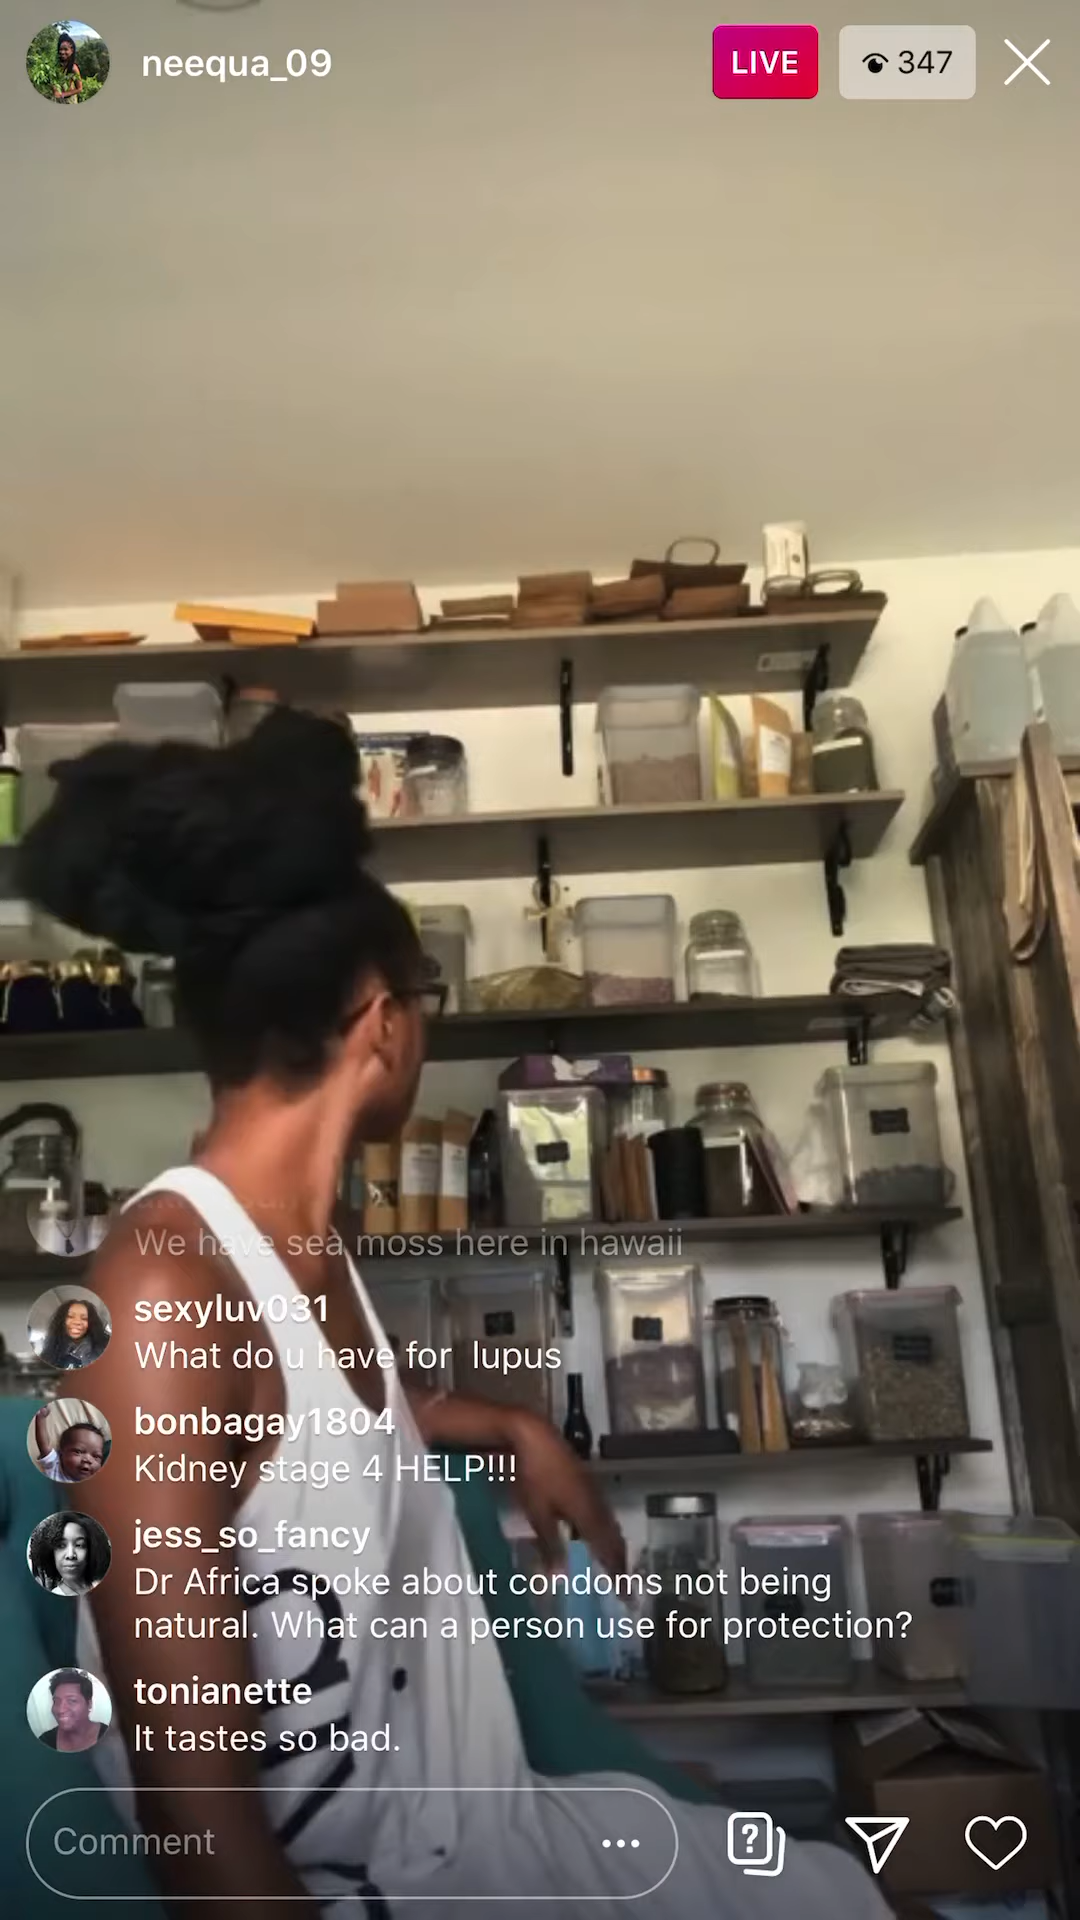 neequa_09
LIVE
347
We have sea moss here in hawaii
sexyluv031
What do u have for lupus
bonbagay1804
Kidney stage 4 HELP!!!
jess_so_fancy
Dr Africa spoke about condoms not being
natural. What can a person use for protection?
tonianette
It tastes so bad.
Comment